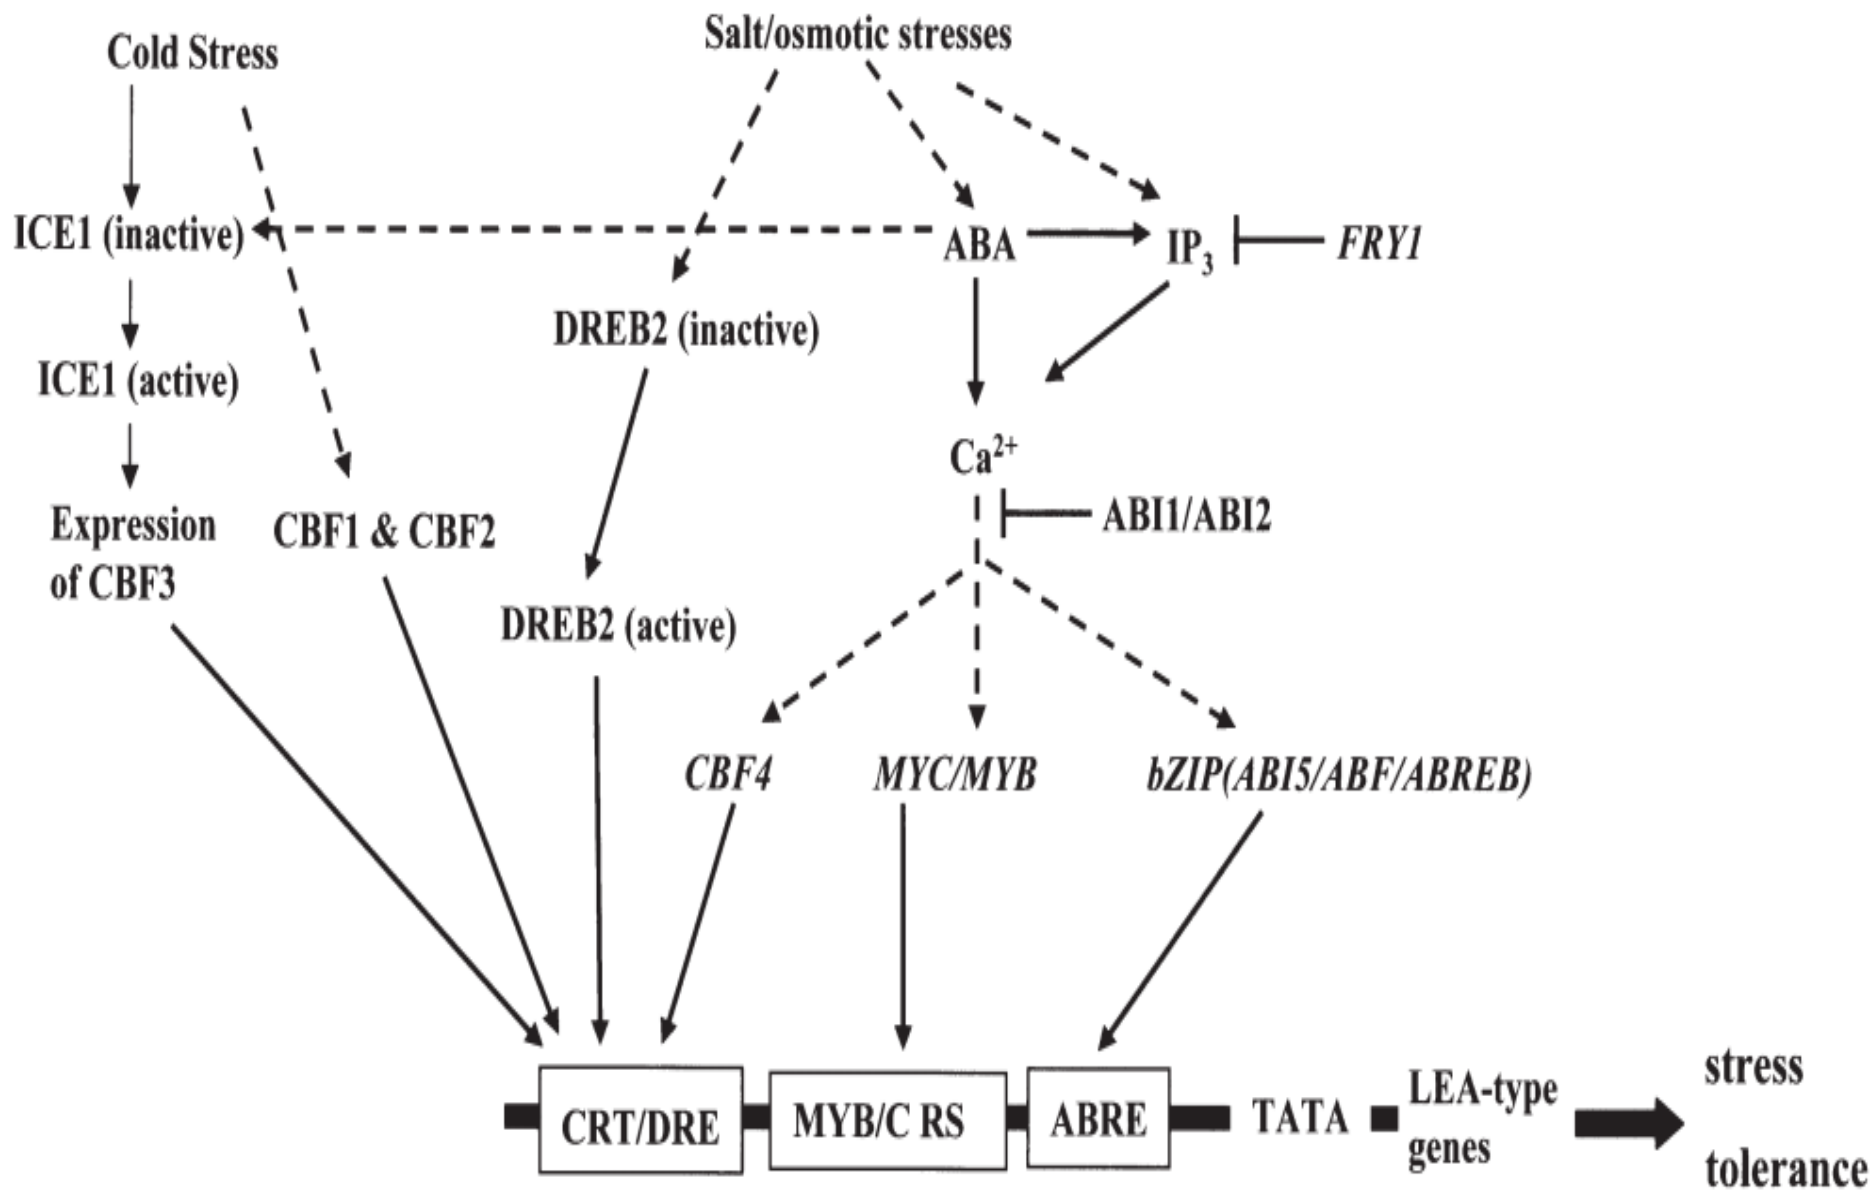 Cold Stress
Salt/osmotic stresses
ICE1 (inactive)
ABA
IP₃
FRY1
DREB2 (inactive)
ICE1 (active)
Ca²⁺
Expression
of CBF3
CBF1 & CBF2
ABI1/ABI2
DREB2 (active)
CBF4
MYC/MYB
bZIP(ABI5/ABF/ABREB)
CRT/DRE
MYB/C RS
ABRE
TATA
LEA-type
genes
stress
tolerance